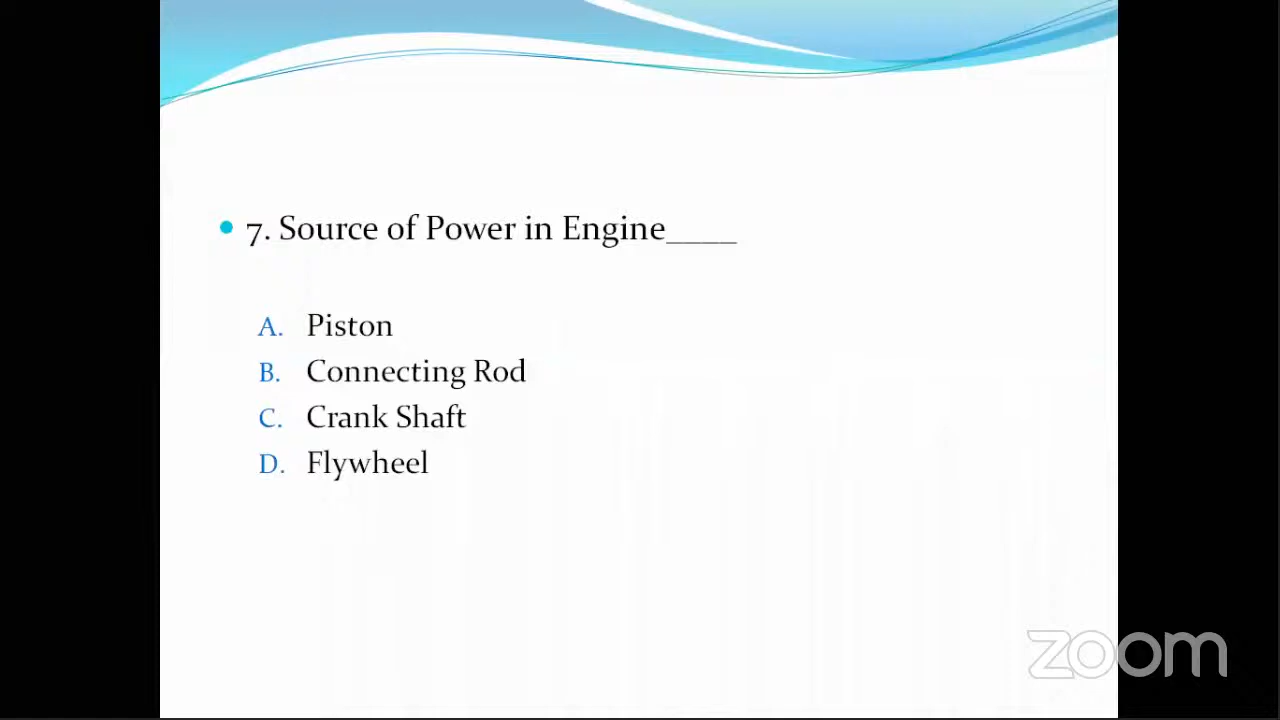 7. Source of Power in Engine____
A. Piston
B. Connecting Rod
C. Crank Shaft
D. Flywheel
zoom